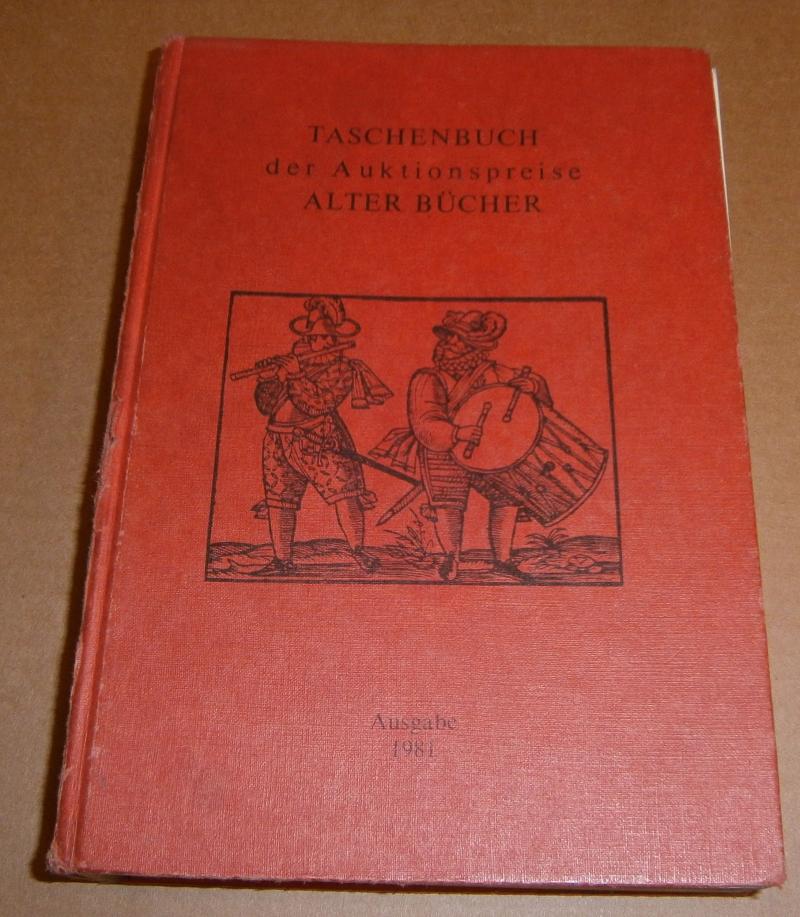 TASCHENBUCH
der Auktionspreise
ALTER BÜCHER
Ausgabe
1981